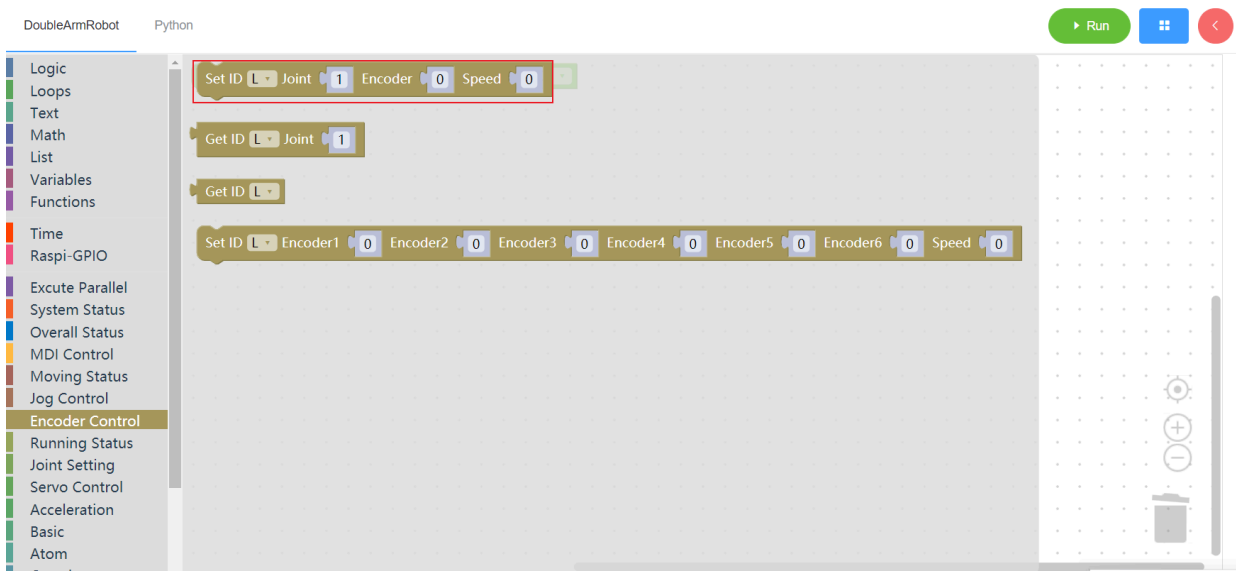 DoubleArmRobot Python Run
Logic
Loops
Text
Math
List
Variables
Functions
Time
Raspi-GPIO
Excute Parallel
System Status
Overall Status
MDI Control
Moving Status
Jog Control
Encoder Control
Running Status
Joint Setting
Servo Control
Acceleration
Basic
Atom
Set ID L Joint 1 Encoder 0 Speed 0
Get ID L Joint 1
Get ID L
Set ID L Encoder1 0 Encoder2 0 Encoder3 0 Encoder4 0 Encoder5 0 Encoder6 0 Speed 0